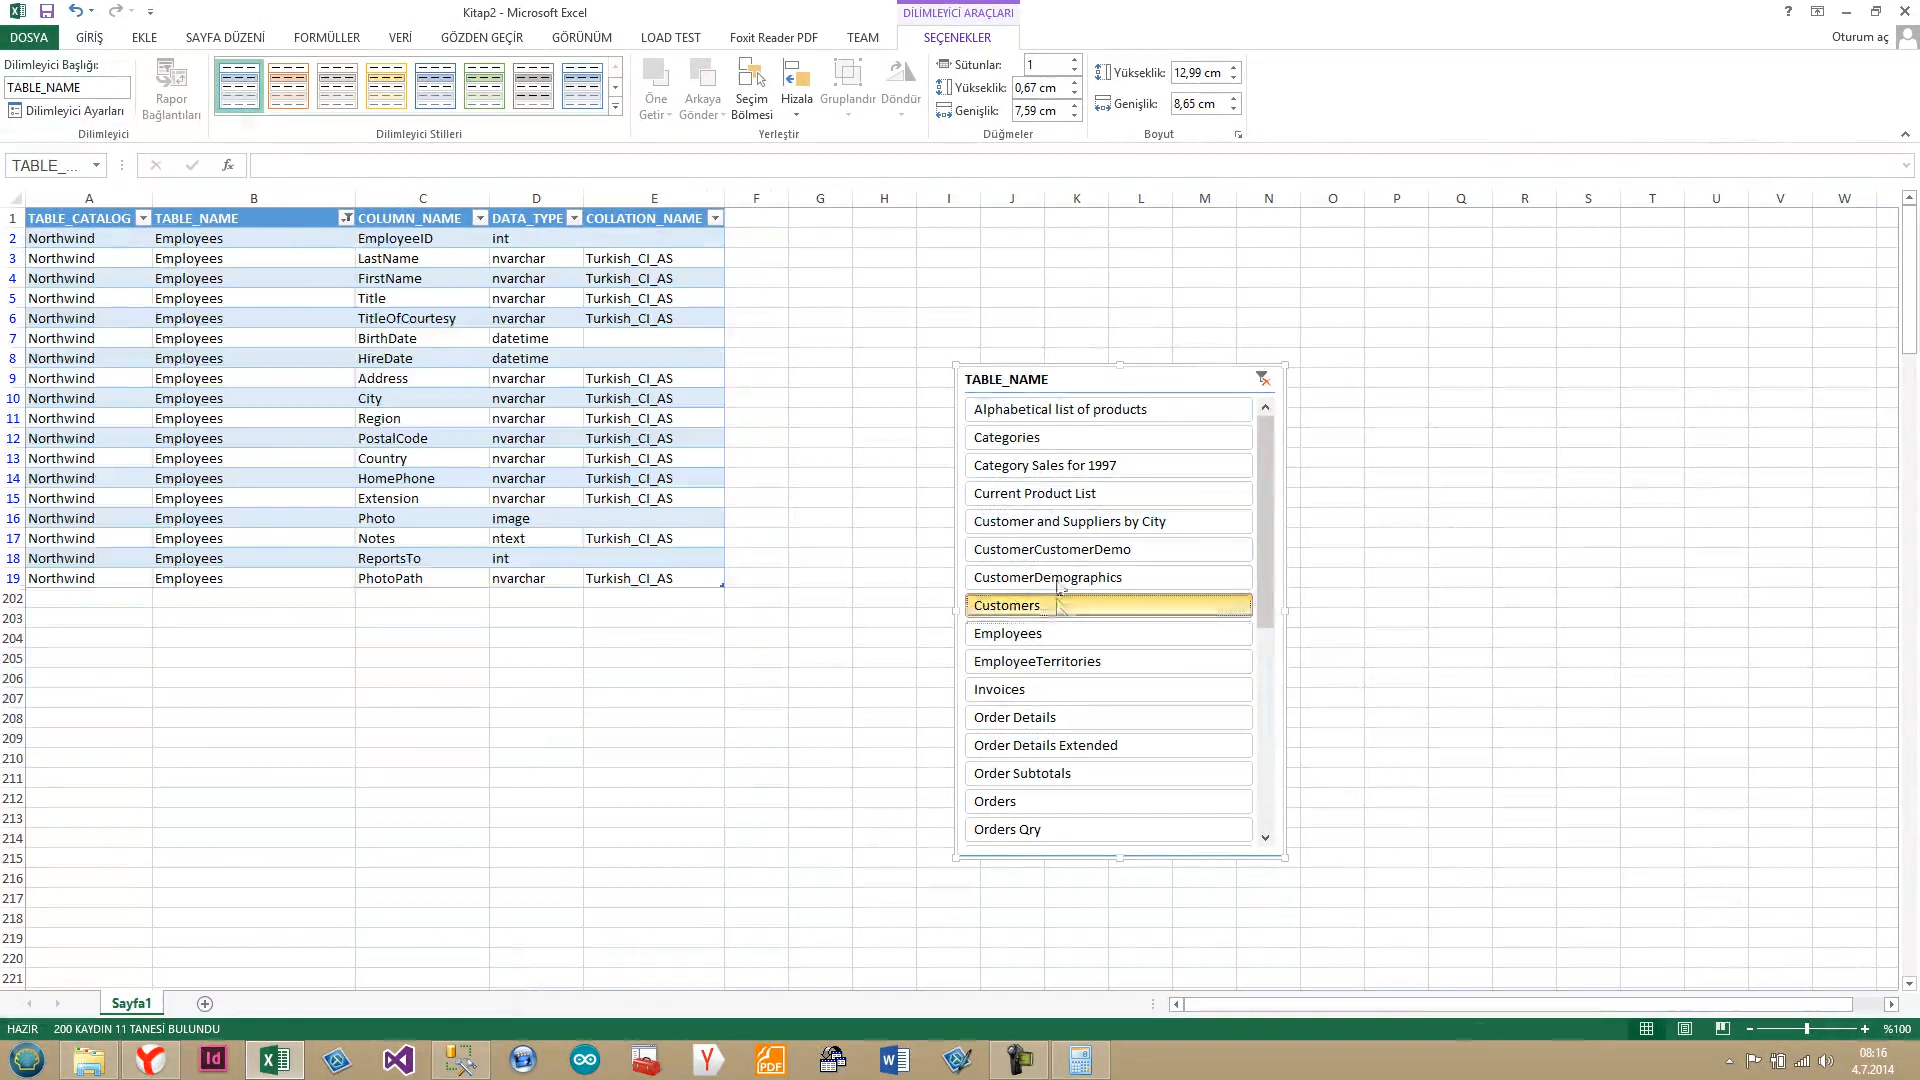 Kitap2 - Microsoft Excel
DİLİMLEYİCİ ARAÇLARI
?
DOSYA GİRİŞ EKLE SAYFA DÜZENİ FORMÜLLER VERİ GÖZDEN GEÇİR GÖRÜNÜM LOAD TEST Foxit Reader PDF TEAM SEÇENEKLER Oturum aç
Dilimleyici Başlığı:
TABLE_NAME
Dilimleyici Ayarları
Dilimleyici
Rapor
Bağlantıları
Dilimleyici Stilleri
Öne
Getir
Arkaya
Gönder
Seçim
Bölmesi
Hizala
Gruplandır
Döndür
Yerleştir
Sütunlar: 1
Yükseklik: 0,67 cm
Genişlik: 7,59 cm
Düğmeler
Yükseklik: 12,99 cm
Genişlik: 8,65 cm
Boyut
TABLE_... fx
A B C D E F G H I J K L M N O P Q R S T U V W
1 TABLE_CATALOG TABLE_NAME COLUMN_NAME DATA_TYPE COLLATION_NAME
2 Northwind Employees EmployeeID int
3 Northwind Employees LastName nvarchar Turkish_CI_AS
4 Northwind Employees FirstName nvarchar Turkish_CI_AS
5 Northwind Employees Title nvarchar Turkish_CI_AS
6 Northwind Employees TitleOfCourtesy nvarchar Turkish_CI_AS
7 Northwind Employees BirthDate datetime
8 Northwind Employees HireDate datetime
9 Northwind Employees Address nvarchar Turkish_CI_AS
10 Northwind Employees City nvarchar Turkish_CI_AS
11 Northwind Employees Region nvarchar Turkish_CI_AS
12 Northwind Employees PostalCode nvarchar Turkish_CI_AS
13 Northwind Employees Country nvarchar Turkish_CI_AS
14 Northwind Employees HomePhone nvarchar Turkish_CI_AS
15 Northwind Employees Extension nvarchar Turkish_CI_AS
16 Northwind Employees Photo image
17 Northwind Employees Notes ntext Turkish_CI_AS
18 Northwind Employees ReportsTo int
19 Northwind Employees PhotoPath nvarchar Turkish_CI_AS
202
203
204
205
206
207
208
209
210
211
212
213
214
215
216
217
218
219
220
221
TABLE_NAME
Alphabetical list of products
Categories
Category Sales for 1997
Current Product List
Customer and Suppliers by City
CustomerCustomerDemo
CustomerDemographics
Customers
Employees
EmployeeTerritories
Invoices
Order Details
Order Details Extended
Order Subtotals
Orders
Orders Qry
Sayfa1
HAZIR 200 KAYDIN 11 TANESİ BULUNDU
%100
Id
Y
PDF
W
08:16
4.7.2014